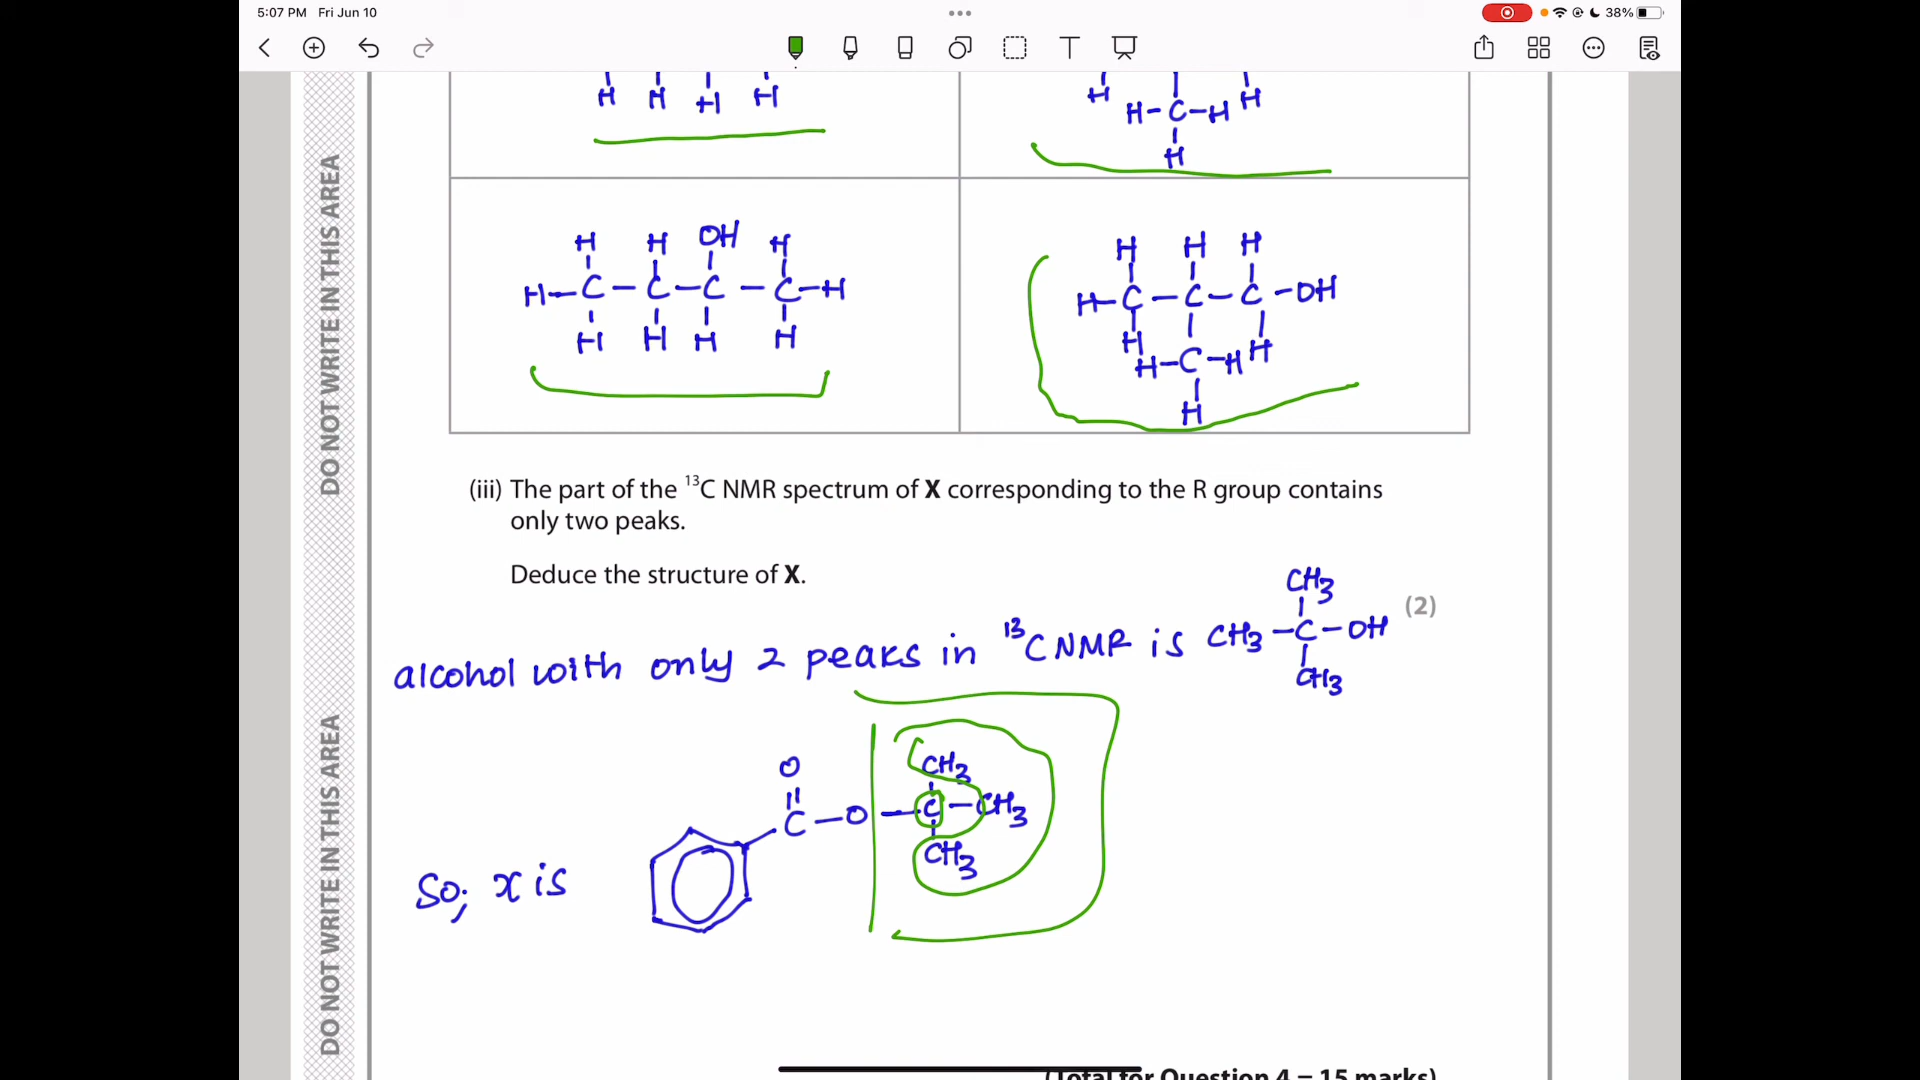 5:07 PM Fri Jun 10
38%
H H H H
H H-C-H H
H
H H OH H
H-C-C-C-C-H
H H H H
H H H
H-C-C-C-OH
H H-C-H H
H
DO NOT WRITE IN THIS AREA
(iii) The part of the ¹³C NMR spectrum of X corresponding to the R group contains
only two peaks.
Deduce the structure of X.
(2)
CH3
alcohol with only 2 peaks in ¹³C NMR is CH3-C-OH
CH3
O CH3
C-O-C-CH3
CH3
So; x is
DO NOT WRITE IN THIS AREA
(Total for Question 4 = 15 marks)